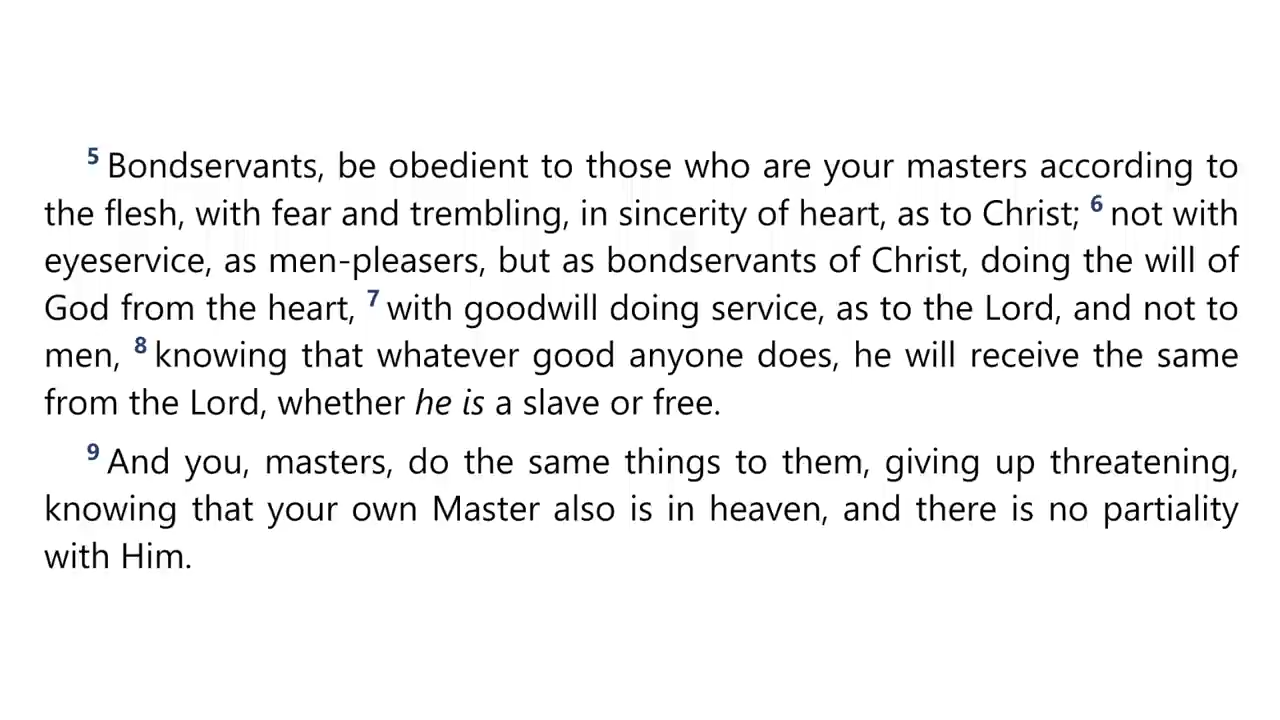 5 Bondservants, be obedient to those who are your masters according to
the flesh, with fear and trembling, in sincerity of heart, as to Christ; 6 not with
eyeservice, as men-pleasers, but as bondservants of Christ, doing the will of
God from the heart, 7 with goodwill doing service, as to the Lord, and not to
men, 8 knowing that whatever good anyone does, he will receive the same
from the Lord, whether he is a slave or free.
9 And you, masters, do the same things to them, giving up threatening,
knowing that your own Master also is in heaven, and there is no partiality
with Him.